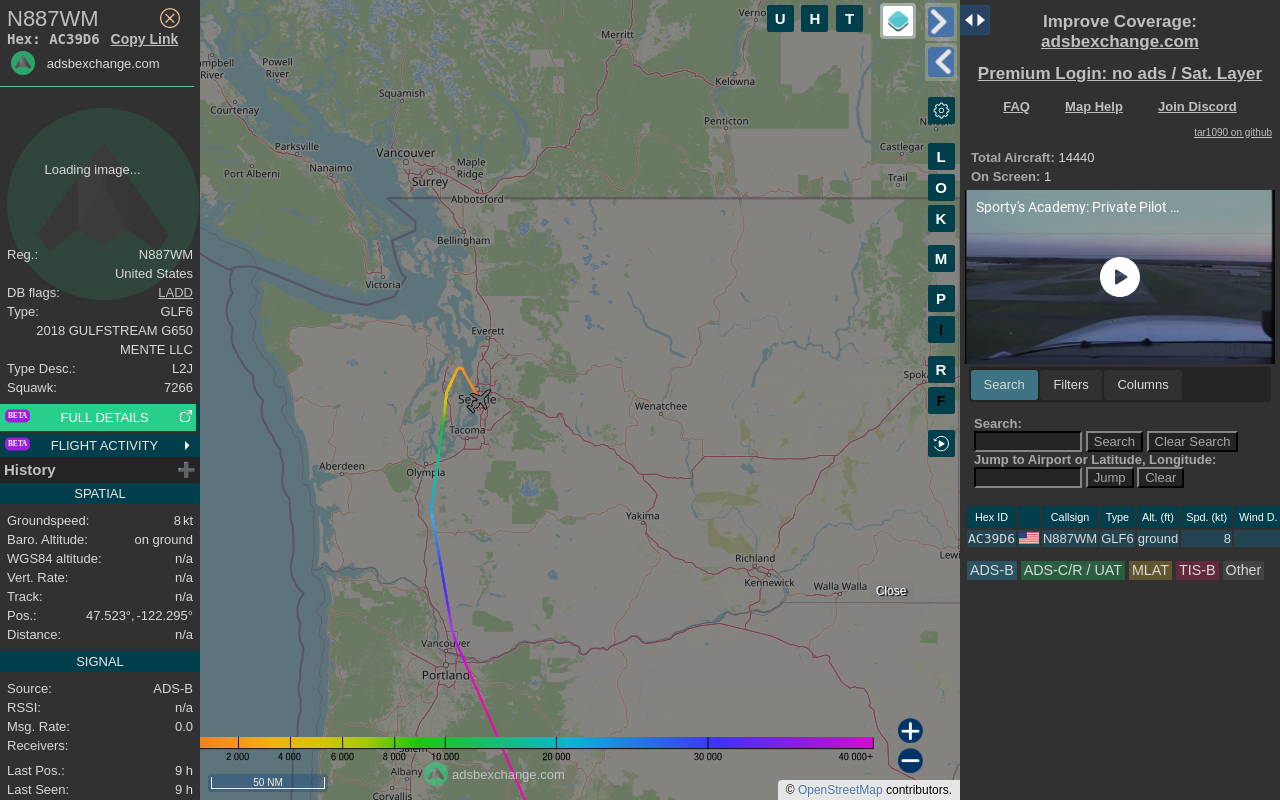 N887WM
Hex: AC39D6 Copy Link
adsbexchange.com
Loading image...
Reg.: N887WM
United States
DB flags: LADD
Type: GLF6
2018 GULFSTREAM G650
MENTE LLC
Type Desc.: L2J
Squawk: 7266
BETA FULL DETAILS
BETA FLIGHT ACTIVITY
History
SPATIAL
Groundspeed: 8 kt
Baro. Altitude: on ground
WGS84 altitude: n/a
Vert. Rate: n/a
Track: n/a
Pos.: 47.523°, -122.295°
Distance: n/a
SIGNAL
Source: ADS-B
RSSI: n/a
Msg. Rate: 0.0
Receivers:
Last Pos.: 9 h
Last Seen: 9 h
U H T
L
O
K
M
P
I
R
F
Merritt
Powell
River
River
Squamish
Kelowna
Courtenay
Penticton
Parksville
Nanaimo
Vancouver
Maple
Ridge
Port Alberni
Surrey
Abbotsford
Castlegar
Trail
Bellingham
Victoria
Everett
Tacoma
Wenatchee
Aberdeen
Olympia
Yakima
Richland
Kennewick
Walla Walla
Close
Vancouver
Portland
Salem
Albany
Corvallis
2 000 4 000 6 000 8 000 10 000 20 000 30 000 40 000+
adsbexchange.com
50 NM
© OpenStreetMap contributors.
Improve Coverage:
adsbexchange.com
Premium Login: no ads / Sat. Layer
FAQ Map Help Join Discord
tar1090 on github
Total Aircraft: 14440
On Screen: 1
Sporty's Academy: Private Pilot ...
Search Filters Columns
Search:
Search Clear Search
Jump to Airport or Latitude, Longitude:
Jump Clear
Hex ID Callsign Type Alt. (ft) Spd. (kt) Wind D.
AC39D6 N887WM GLF6 ground 8
ADS-B ADS-C/R / UAT MLAT TIS-B Other